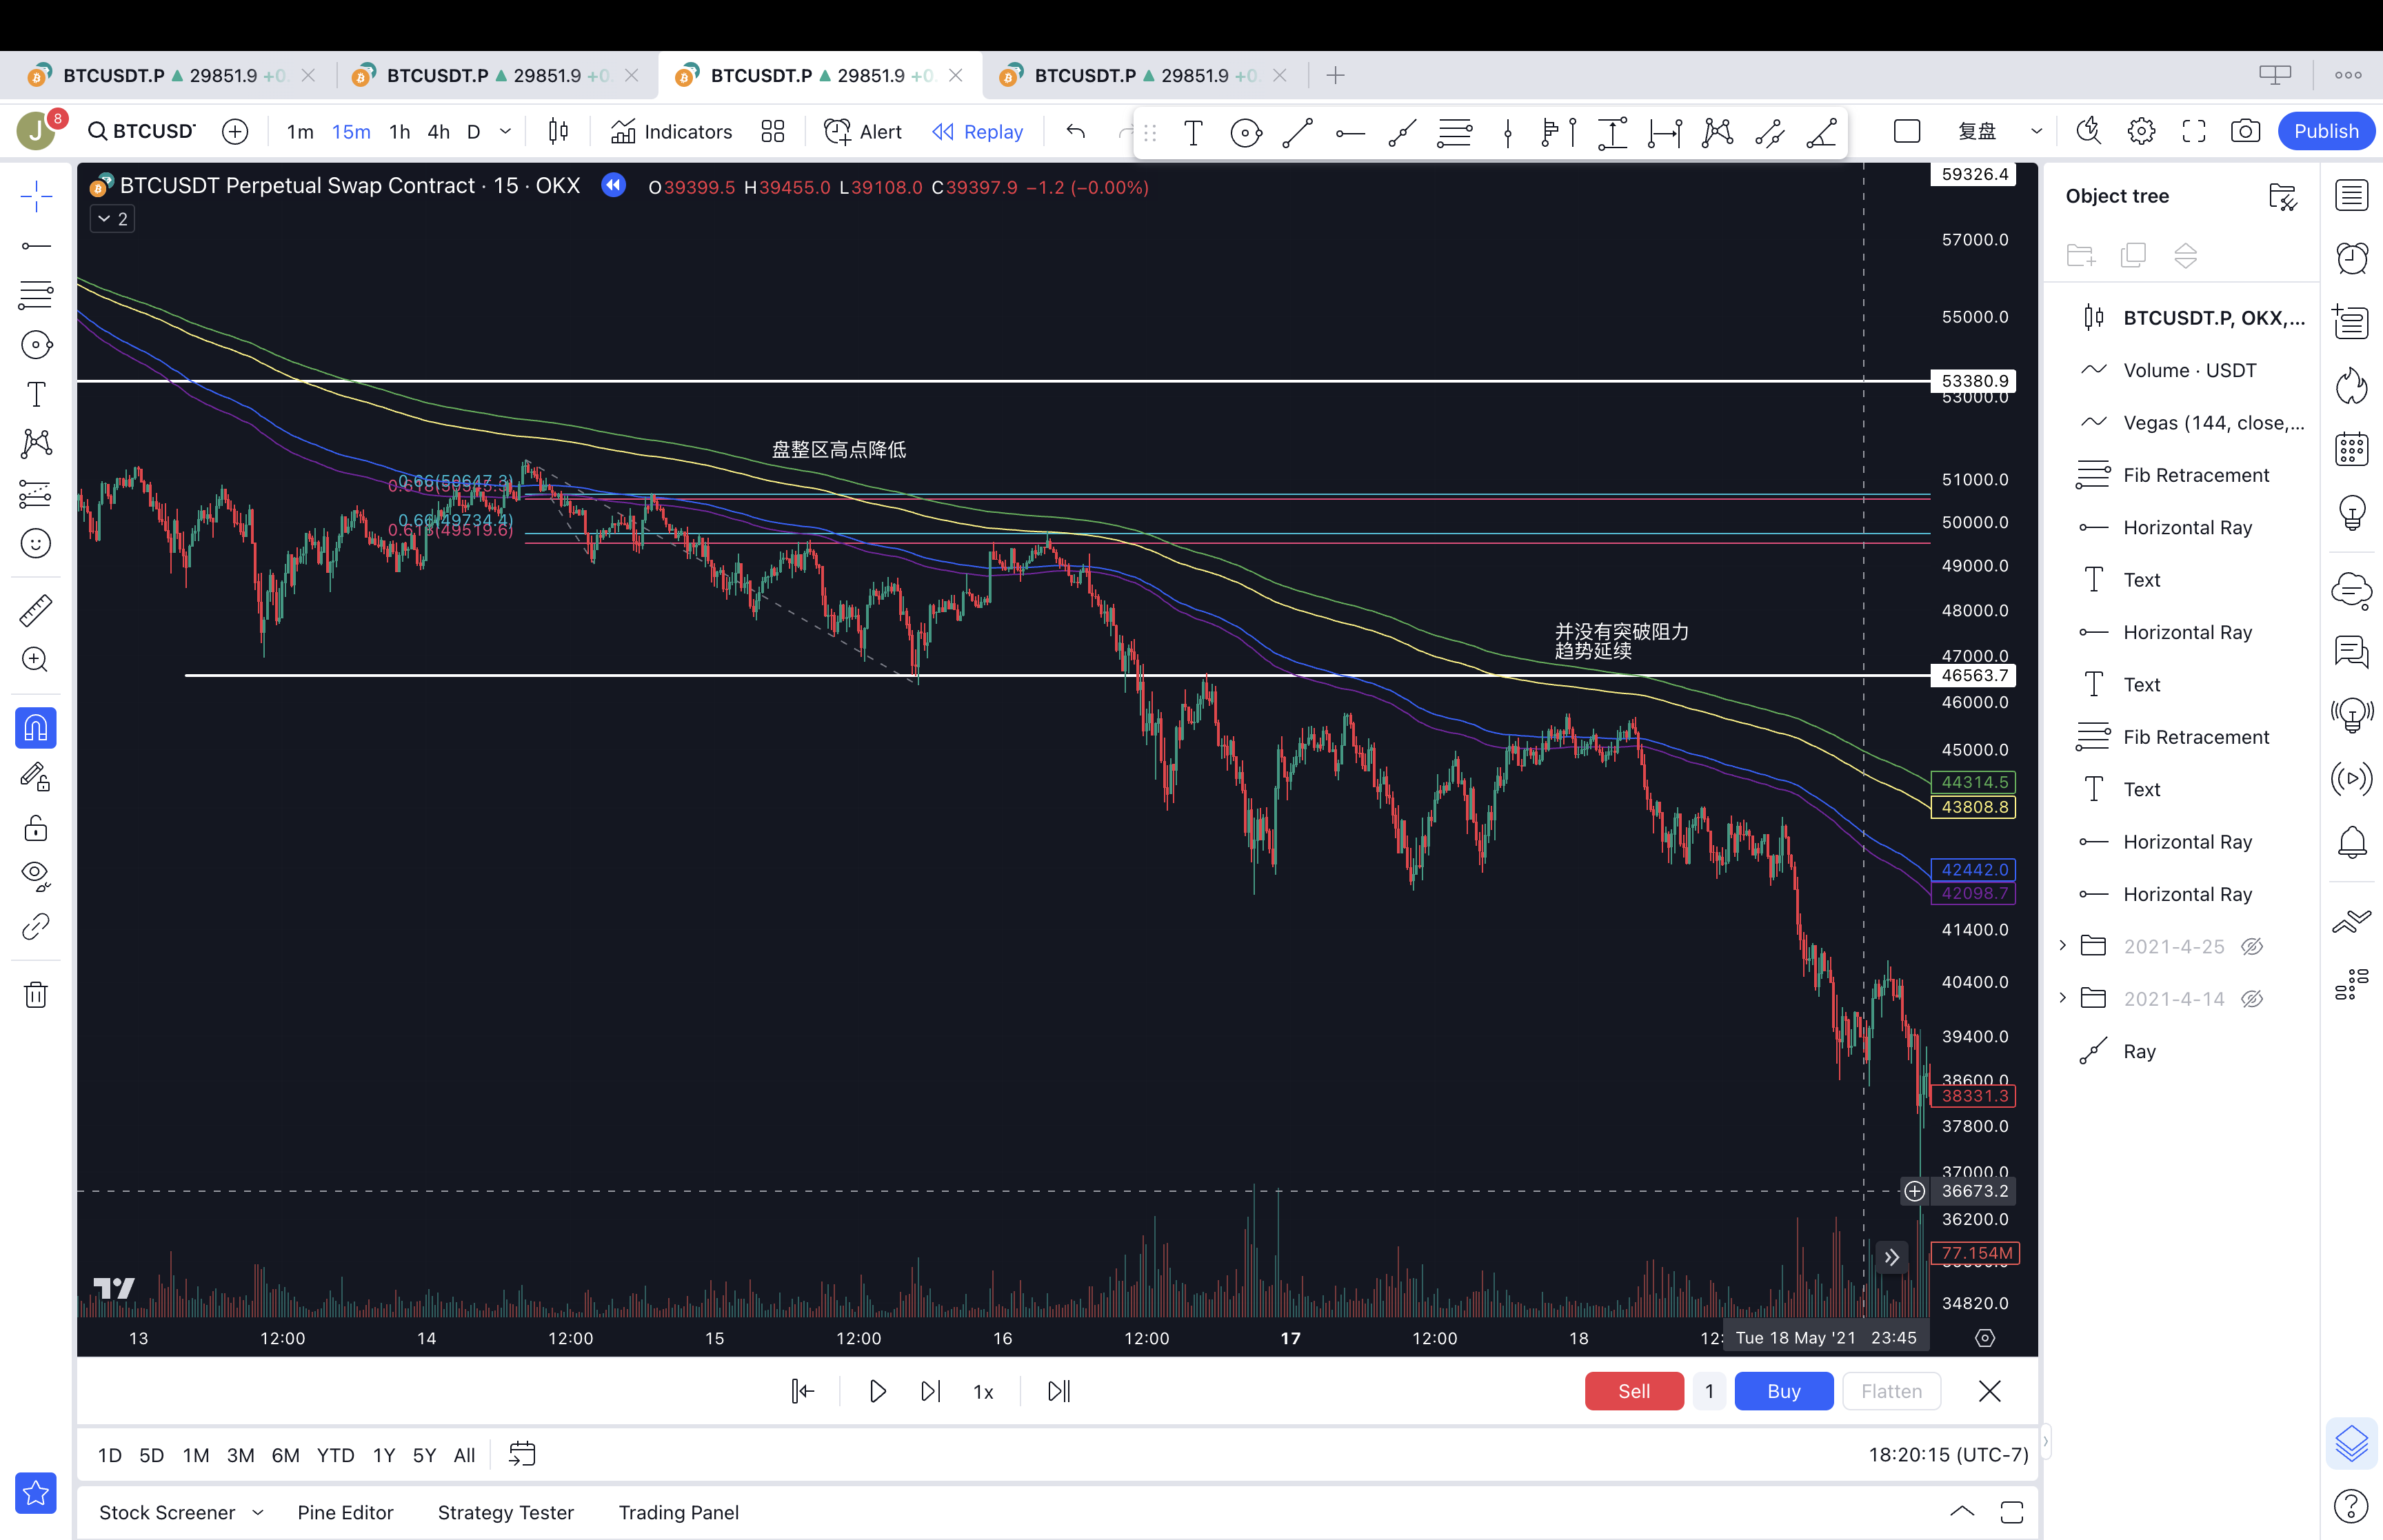 BTCUSDT.P 29851.9 +0.
BTCUSDT.P 29851.9 +0.
BTCUSDT.P 29851.9 +0.
BTCUSDT.P 29851.9 +0.
J 8
BTCUSDT
1m 15m 1h 4h D
Indicators
Alert
Replay
T
复盘
Publish
BTCUSDT Perpetual Swap Contract · 15 · OKX
O39399.5 H39455.0 L39108.0 C39397.9 −1.2 (−0.00%)
2
盘整区高点降低
0.66(50647.3)
0.66(49734.4)
0.618(49519.6)
并没有突破阻力
趋势延续
59326.4
57000.0
55000.0
53380.9
53000.0
51000.0
50000.0
49000.0
48000.0
47000.0
46563.7
46000.0
45000.0
44314.5
43808.8
42442.0
42098.7
41400.0
40400.0
39400.0
38600.0
38331.3
37800.0
37000.0
36673.2
36200.0
77.154M
34820.0
13 12:00 14 12:00 15 12:00 16 12:00 17 12:00 18 12:
Tue 18 May '21 23:45
1x
Sell 1 Buy Flatten
1D 5D 1M 3M 6M YTD 1Y 5Y All
18:20:15 (UTC-7)
Stock Screener Pine Editor Strategy Tester Trading Panel
Object tree
BTCUSDT.P, OKX,...
Volume · USDT
Vegas (144, close,...
Fib Retracement
Horizontal Ray
Text
Horizontal Ray
Text
Fib Retracement
Text
Horizontal Ray
Horizontal Ray
2021-4-25
2021-4-14
Ray